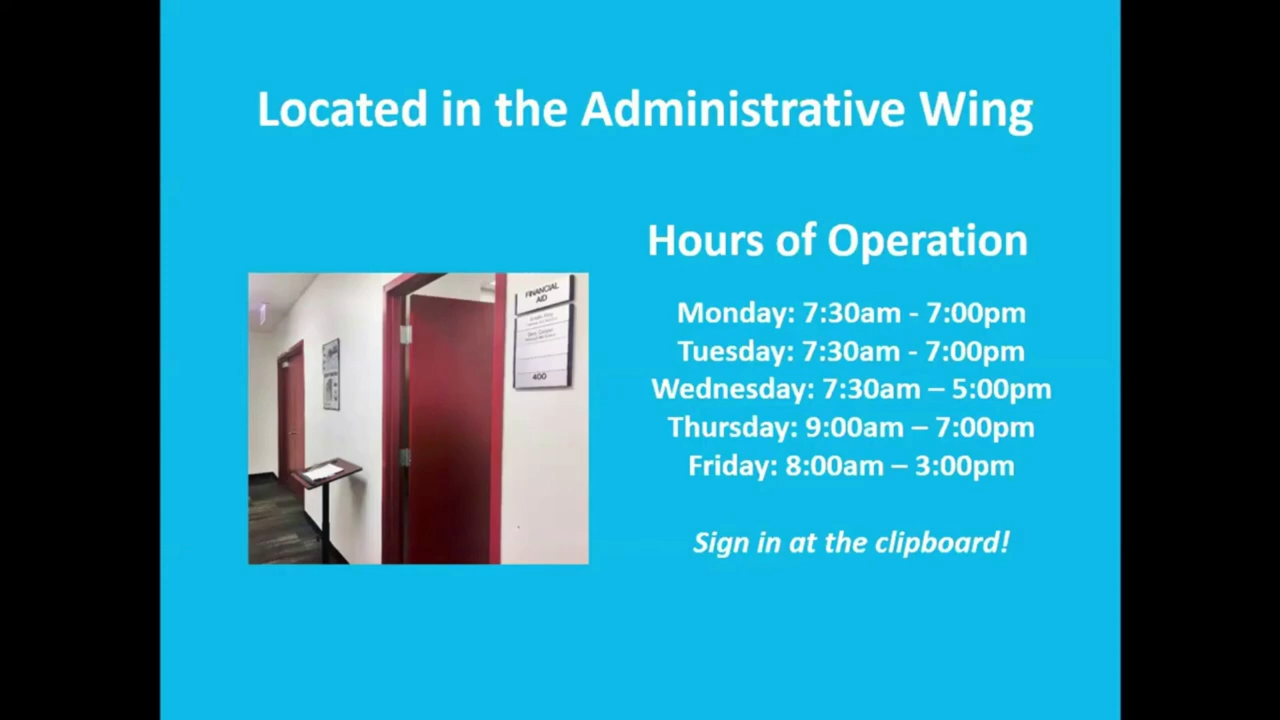 Located in the Administrative Wing
Hours of Operation
Monday: 7:30am - 7:00pm
Tuesday: 7:30am - 7:00pm
Wednesday: 7:30am – 5:00pm
Thursday: 9:00am – 7:00pm
Friday: 8:00am – 3:00pm
Sign in at the clipboard!
FINANCIAL
AID
400